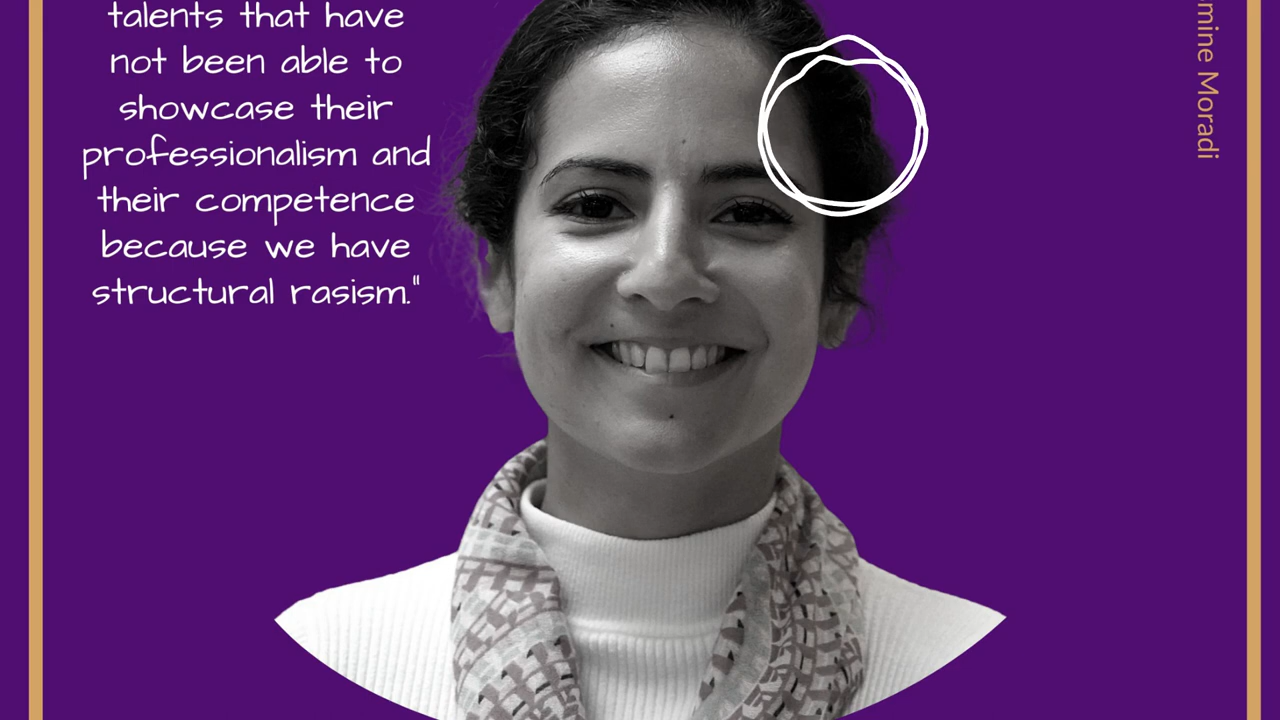 talents that have
not been able to
showcase their
professionalism and
their competence
because we have
structural rasism."
mine Moradi